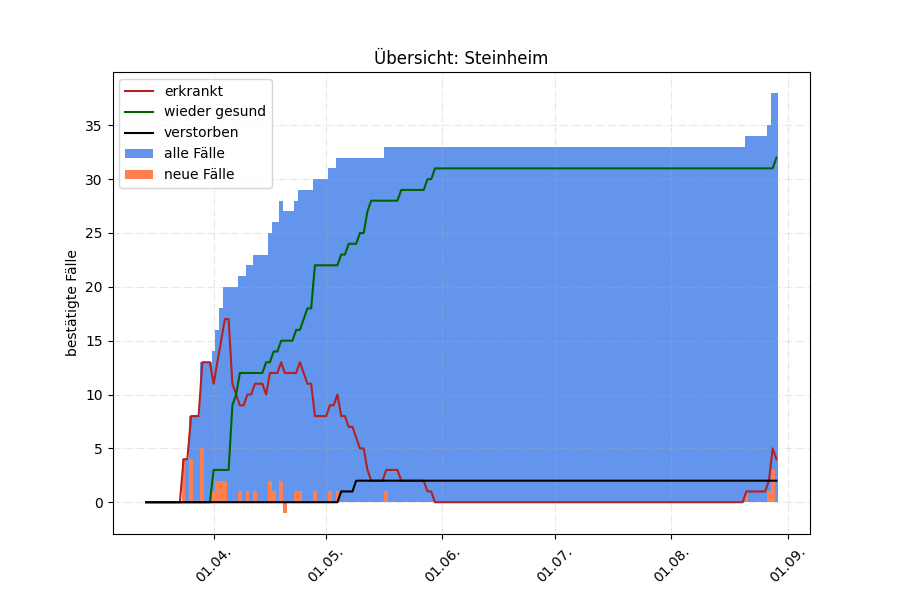 Übersicht: Steinheim
erkrankt
wieder gesund
verstorben
alle Fälle
neue Fälle
bestätigte Fälle
35
30
25
20
15
10
5
0
01.04.
01.05.
01.06.
01.07.
01.08.
01.09.